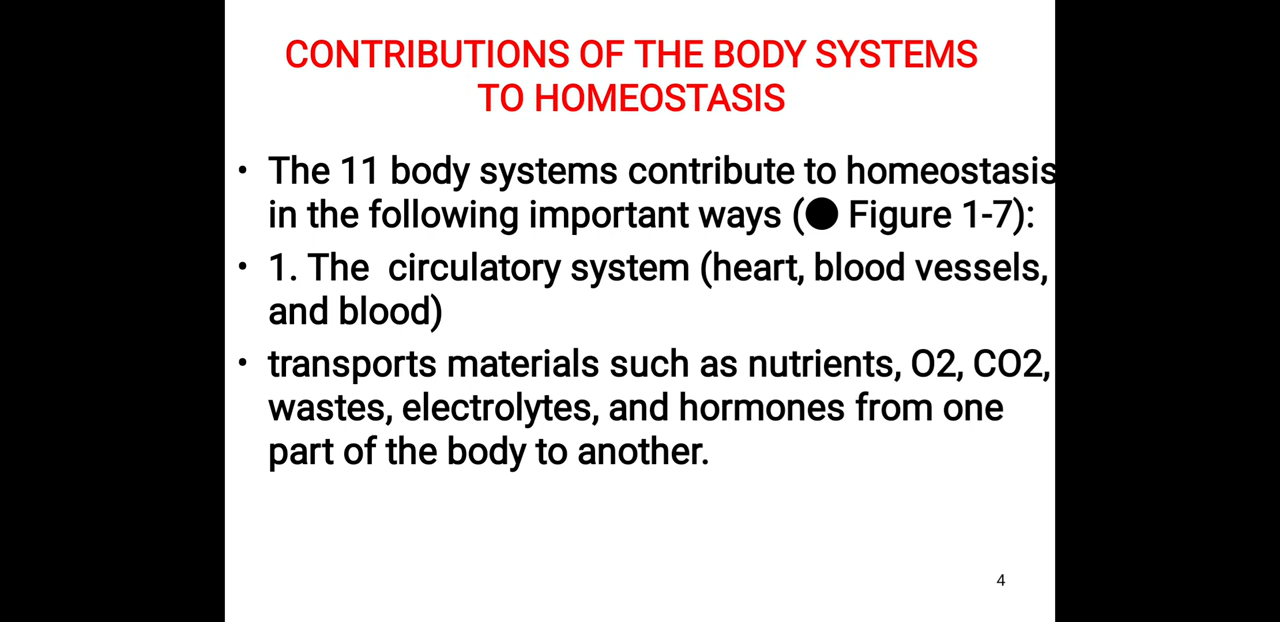 CONTRIBUTIONS OF THE BODY SYSTEMS
TO HOMEOSTASIS
• The 11 body systems contribute to homeostasis
in the following important ways (● Figure 1-7):
• 1. The  circulatory system (heart, blood vessels,
and blood)
• transports materials such as nutrients, O2, CO2,
wastes, electrolytes, and hormones from one
part of the body to another.
4